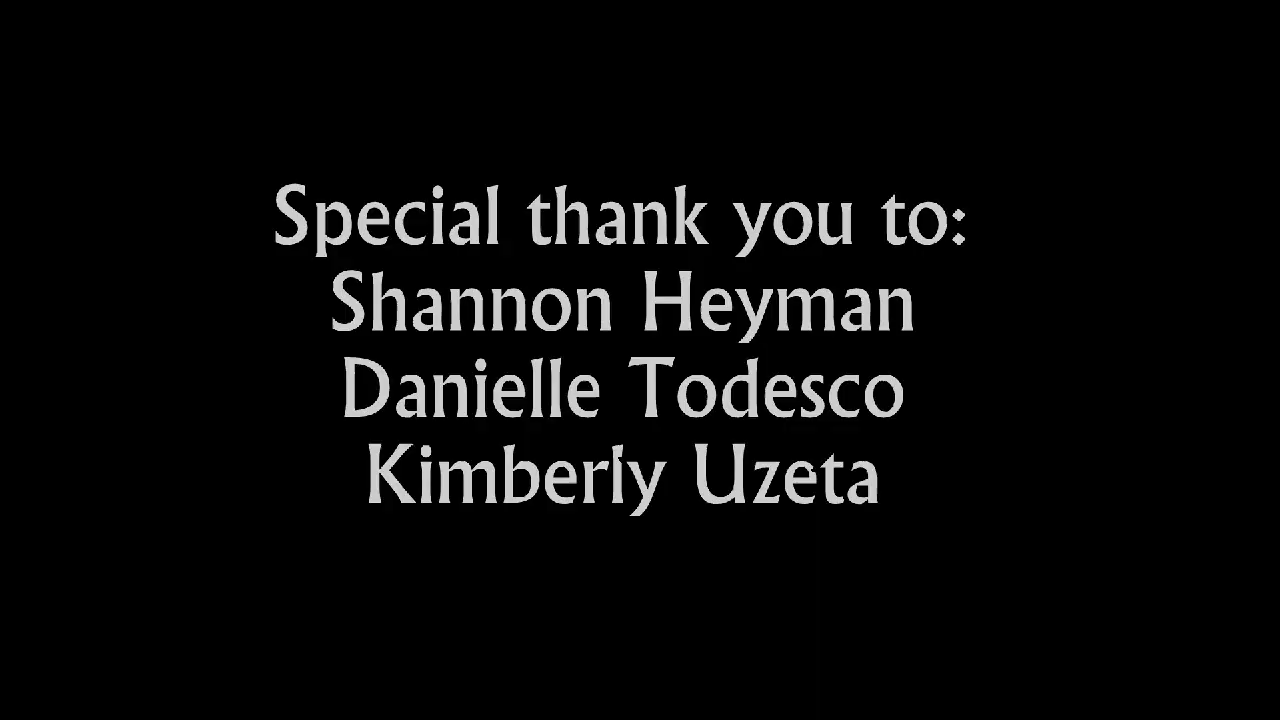 Special thank you to:
Shannon Heyman
Danielle Todesco
Kimberly Uzeta